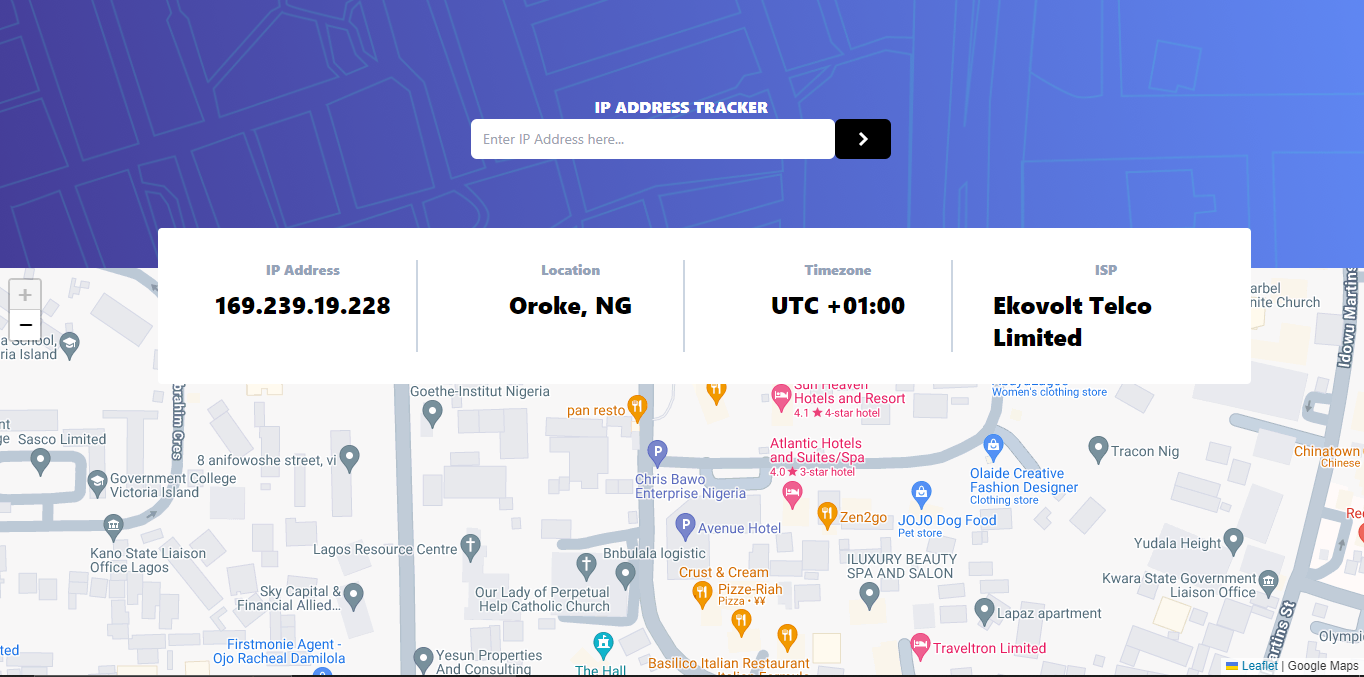 IP ADDRESS TRACKER
Enter IP Address here...
IP Address
169.239.19.228
Location
Oroke, NG
Timezone
UTC +01:00
ISP
Ekovolt Telco
Limited
+
−
a School,
ria Island
arbel
nite Church
Idowu Martins
brahim Cres
Goethe-Institut Nigeria
pan resto
Sun Heaven
Hotels and Resort
4.1★4-star hotel
Women's clothing store
nt
ge
Sasco Limited
8 anifowoshe street, vi
Government College
Victoria Island
P
Chris Bawo
Enterprise Nigeria
Atlantic Hotels
and Suites/Spa
4.0★3-star hotel
Olaide Creative
Fashion Designer
Clothing store
Tracon Nig
Chinatown
Chinese
Kano State Liaison
Office Lagos
Lagos Resource Centre
P
Avenue Hotel
Zen2go
JOJO Dog Food
Pet store
Rec
Yudala Height
Bnbulala logistic
ILUXURY BEAUTY
SPA AND SALON
Sky Capital &
Financial Allied...
Our Lady of Perpetual
Help Catholic Church
Crust & Cream
Pizze-Riah
Pizza • ¥¥
Kwara State Government
Liaison Office
Lapaz apartment
artins St
Olympic
Firstmonie Agent -
Ojo Racheal Damilola
ted
Yesun Properties
And Consulting
The Hall
Basilico Italian Restaurant
Traveltron Limited
Leaflet | Google Maps